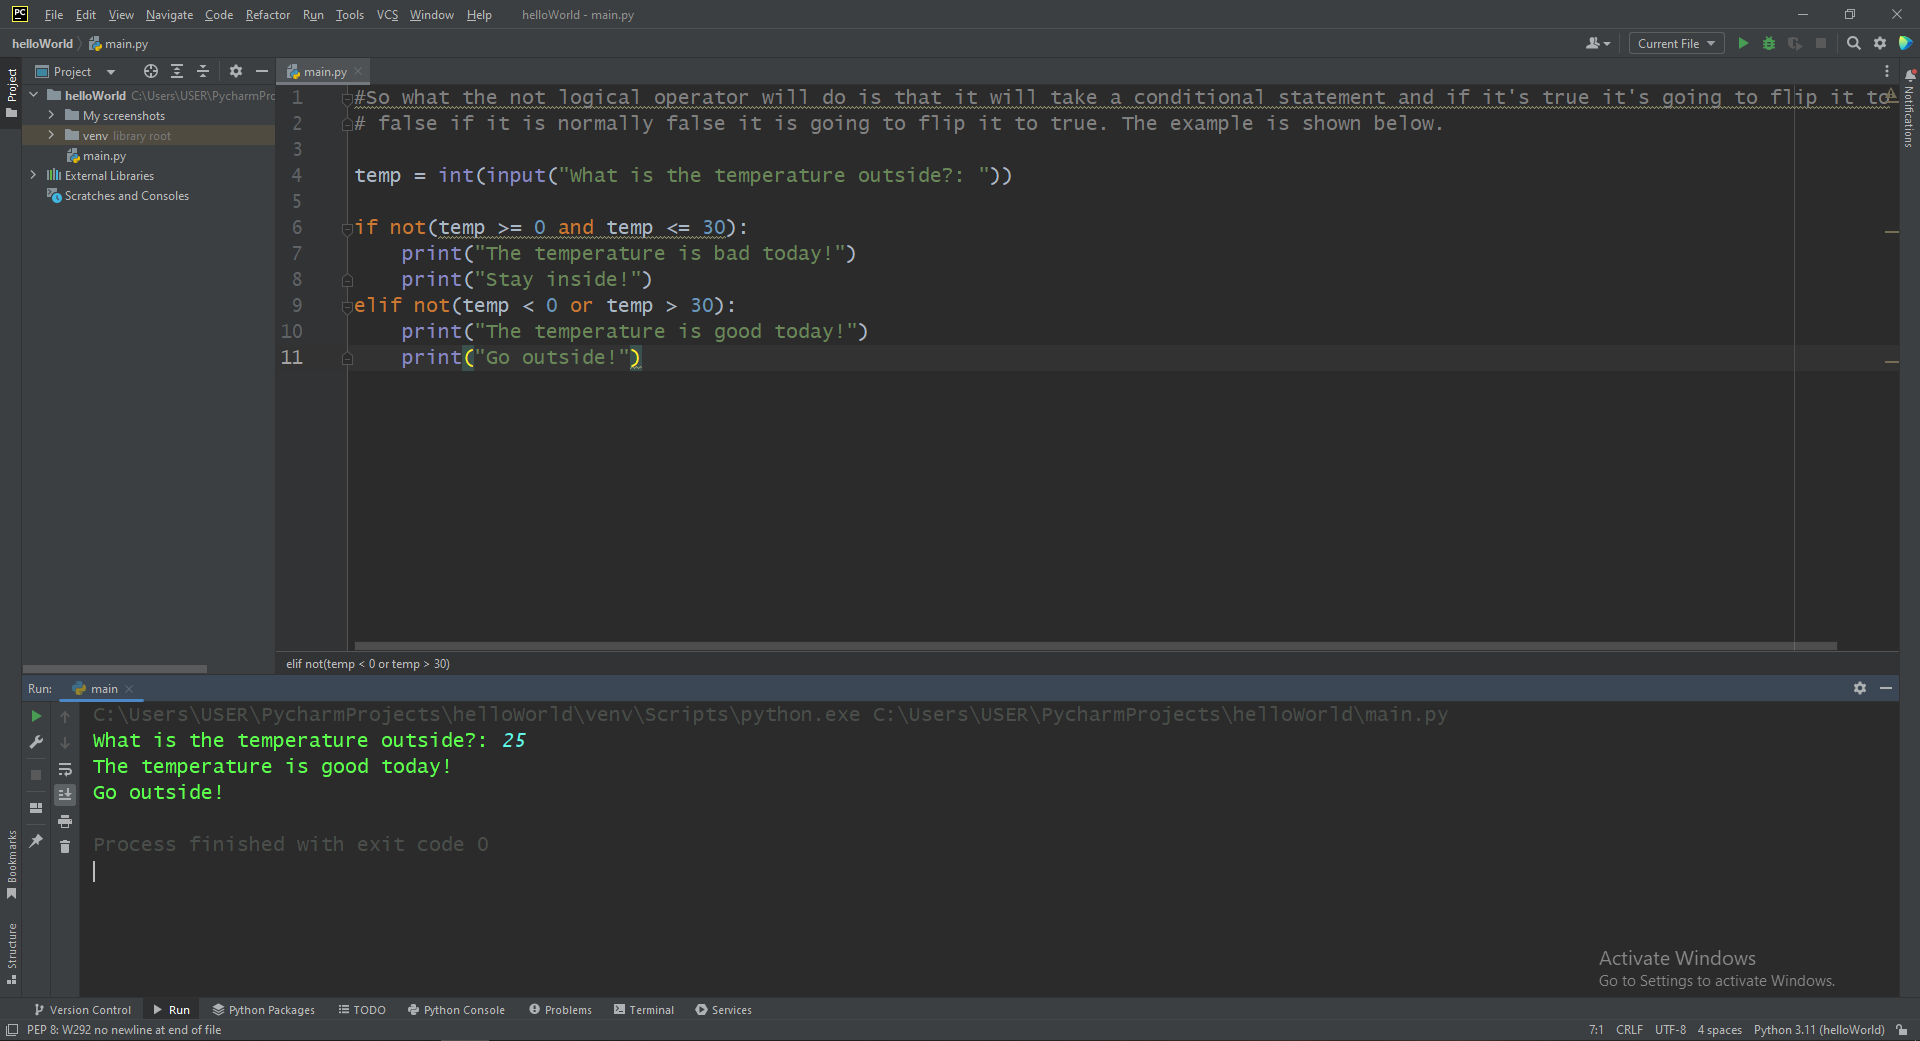 PC File Edit View Navigate Code Refactor Run Tools VCS Window Help helloWorld - main.py
helloWorld main.py Current File
Project main.py
helloWorld C:\Users\USER\PycharmPro
My screenshots
venv library root
main.py
External Libraries
Scratches and Consoles
Project
Notifications
1 #So what the not logical operator will do is that it will take a conditional statement and if it's true it's going to flip it to
2 # false if it is normally false it is going to flip it to true. The example is shown below.
3
4 temp = int(input("What is the temperature outside?: "))
5
6 if not(temp >= 0 and temp <= 30):
7 print("The temperature is bad today!")
8 print("Stay inside!")
9 elif not(temp < 0 or temp > 30):
10 print("The temperature is good today!")
11 print("Go outside!")
elif not(temp < 0 or temp > 30)
Run: main
C:\Users\USER\PycharmProjects\helloWorld\venv\Scripts\python.exe C:\Users\USER\PycharmProjects\helloWorld\main.py
What is the temperature outside?: 25
The temperature is good today!
Go outside!
Process finished with exit code 0
Bookmarks
Structure
Activate Windows
Go to Settings to activate Windows.
Version Control Run Python Packages TODO Python Console Problems Terminal Services
PEP 8: W292 no newline at end of file 7:1 CRLF UTF-8 4 spaces Python 3.11 (helloWorld)